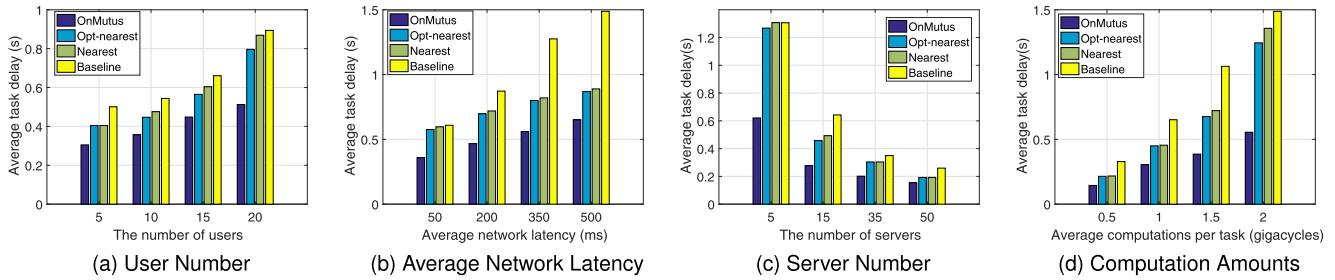 Average task delay (s)
1
0.8
0.6
0.4
0.2
0
OnMutus
Opt-nearest
Nearest
Baseline
5 10 15 20
The number of users
(a) User Number
Average task delay (s)
1.5
1
0.5
0
OnMutus
Opt-nearest
Nearest
Baseline
50 200 350 500
Average network latency (ms)
(b) Average Network Latency
Average task delay(s)
1.2
1
0.8
0.6
0.4
0.2
0
OnMutus
Opt-nearest
Nearest
Baseline
5 15 35 50
The number of servers
(c) Server Number
Average task delay(s)
1.5
1
0.5
0
OnMutus
Opt-nearest
Nearest
Baseline
0.5 1 1.5 2
Average computations per task (gigacycles)
(d) Computation Amounts